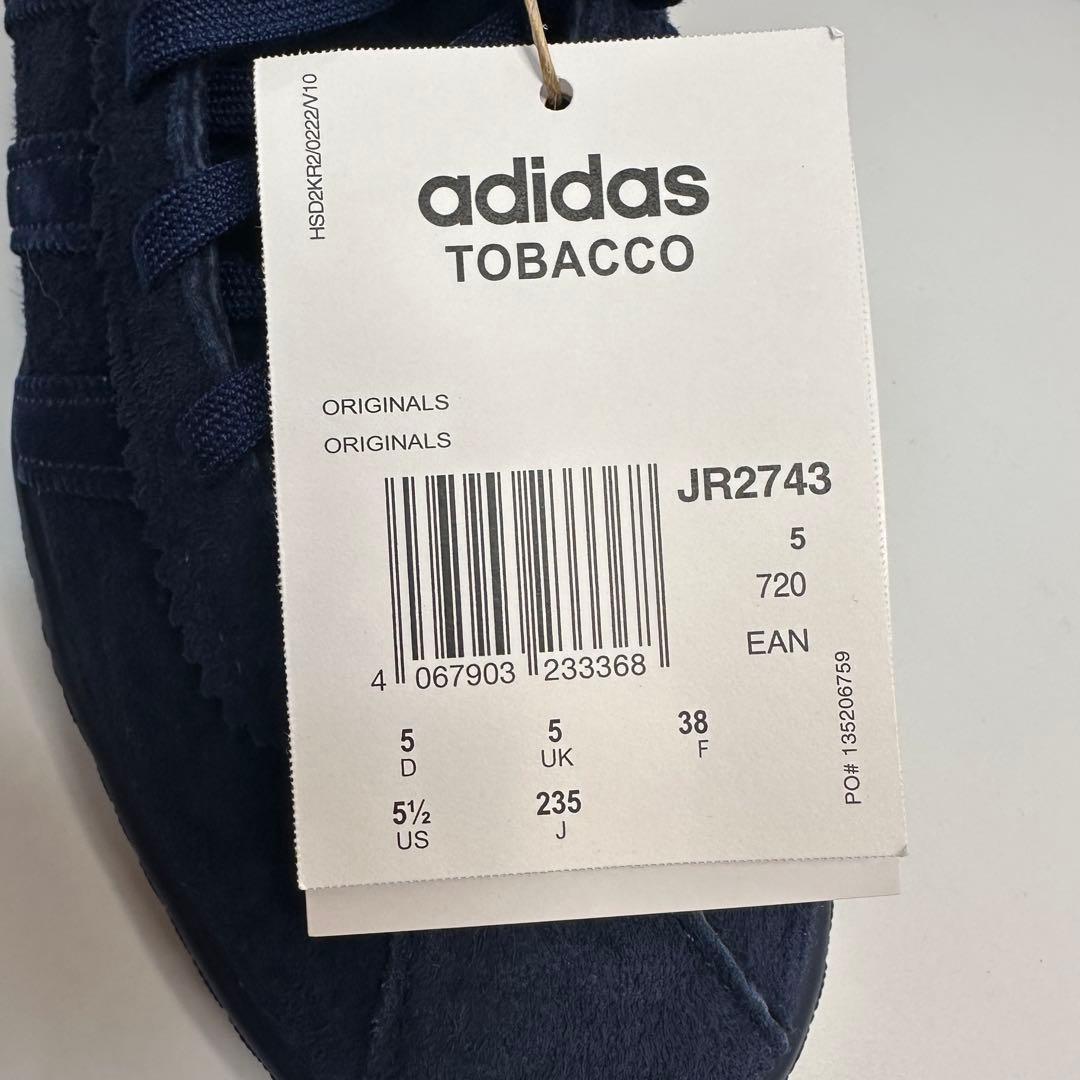 HSD2KR2/0222/V10
adidas
TOBACCO
ORIGINALS
ORIGINALS
JR2743
5
720
EAN
4 067903 233368
PO# 135206759
5 5 38
D UK F
5½ 235
US J